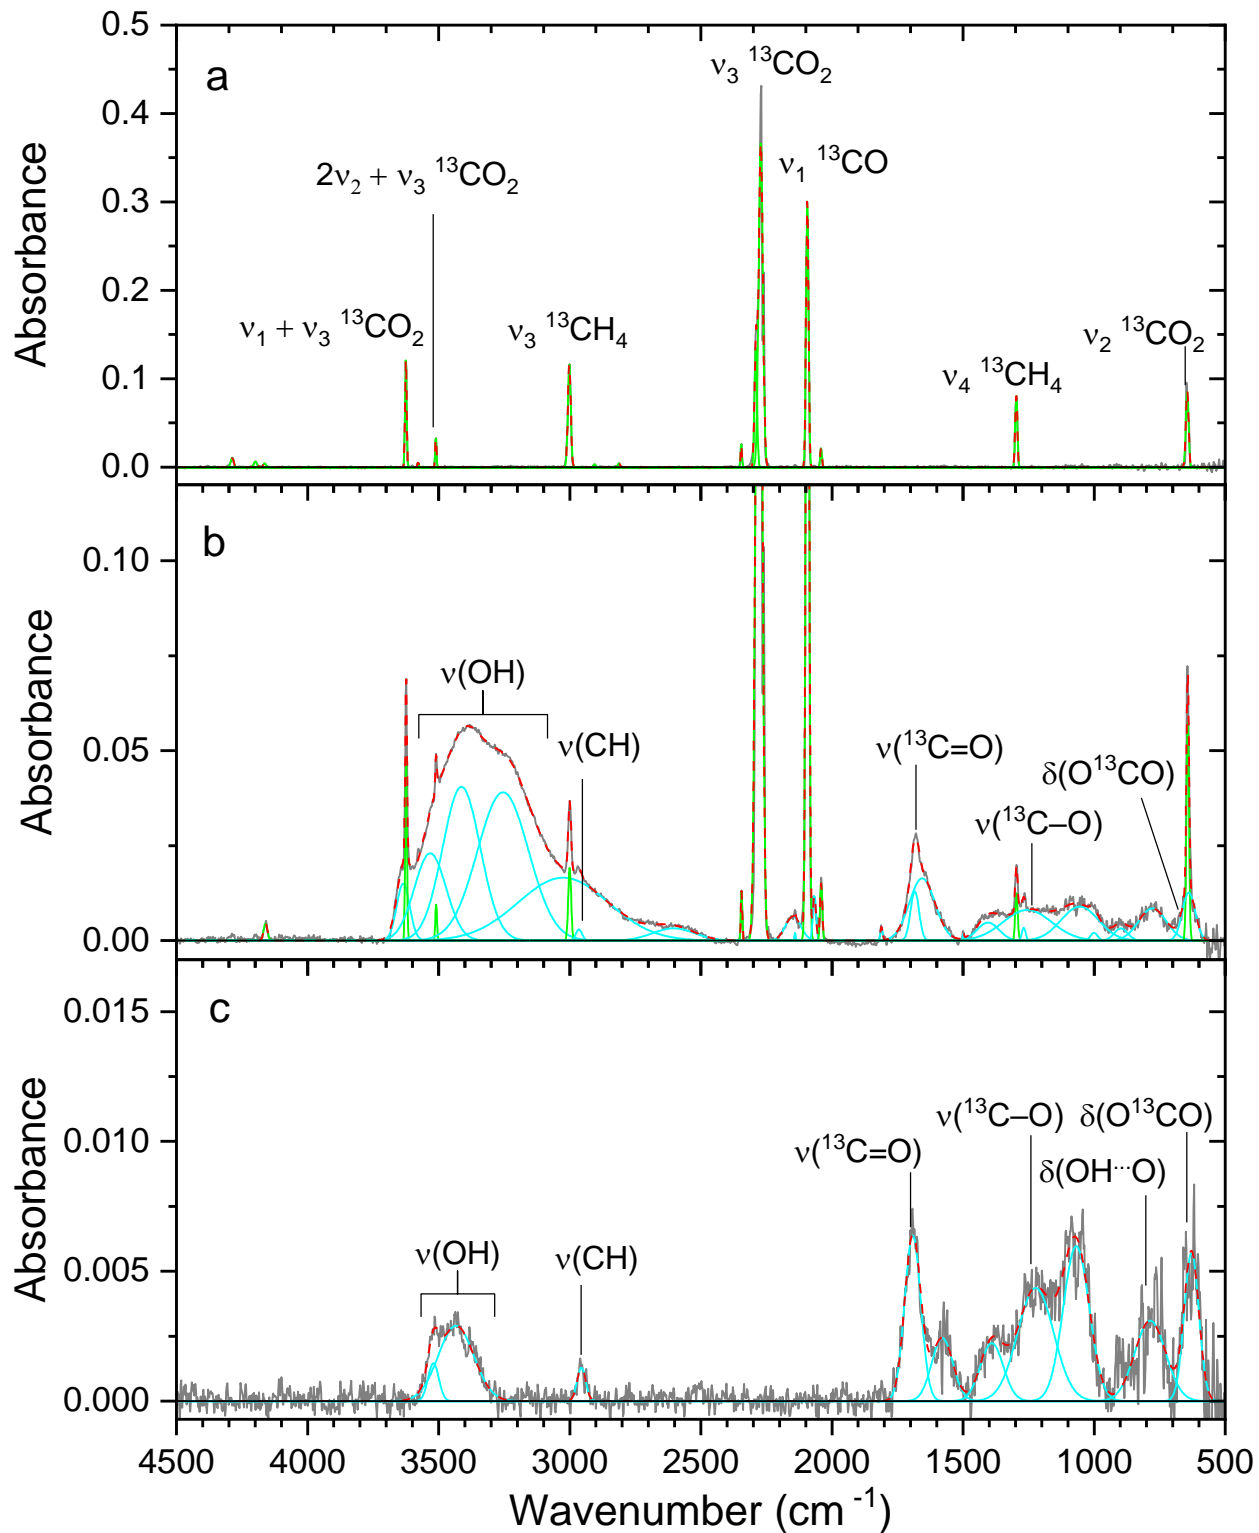 a
ν₃ ¹³CO₂
2ν₂ + ν₃ ¹³CO₂
ν₁ ¹³CO
ν₁ + ν₃ ¹³CO₂
ν₃ ¹³CH₄
ν₄ ¹³CH₄
ν₂ ¹³CO₂
0.5
0.4
0.3
0.2
0.1
0.0
Absorbance
b
ν(OH)
ν(CH)
ν(¹³C=O)
δ(O¹³CO)
ν(¹³C–O)
0.10
0.05
0.00
Absorbance
c
ν(OH)
ν(CH)
ν(¹³C=O)
ν(¹³C–O) δ(O¹³CO)
δ(OH···O)
0.015
0.010
0.005
0.000
Absorbance
4500 4000 3500 3000 2500 2000 1500 1000 500
Wavenumber (cm⁻¹)